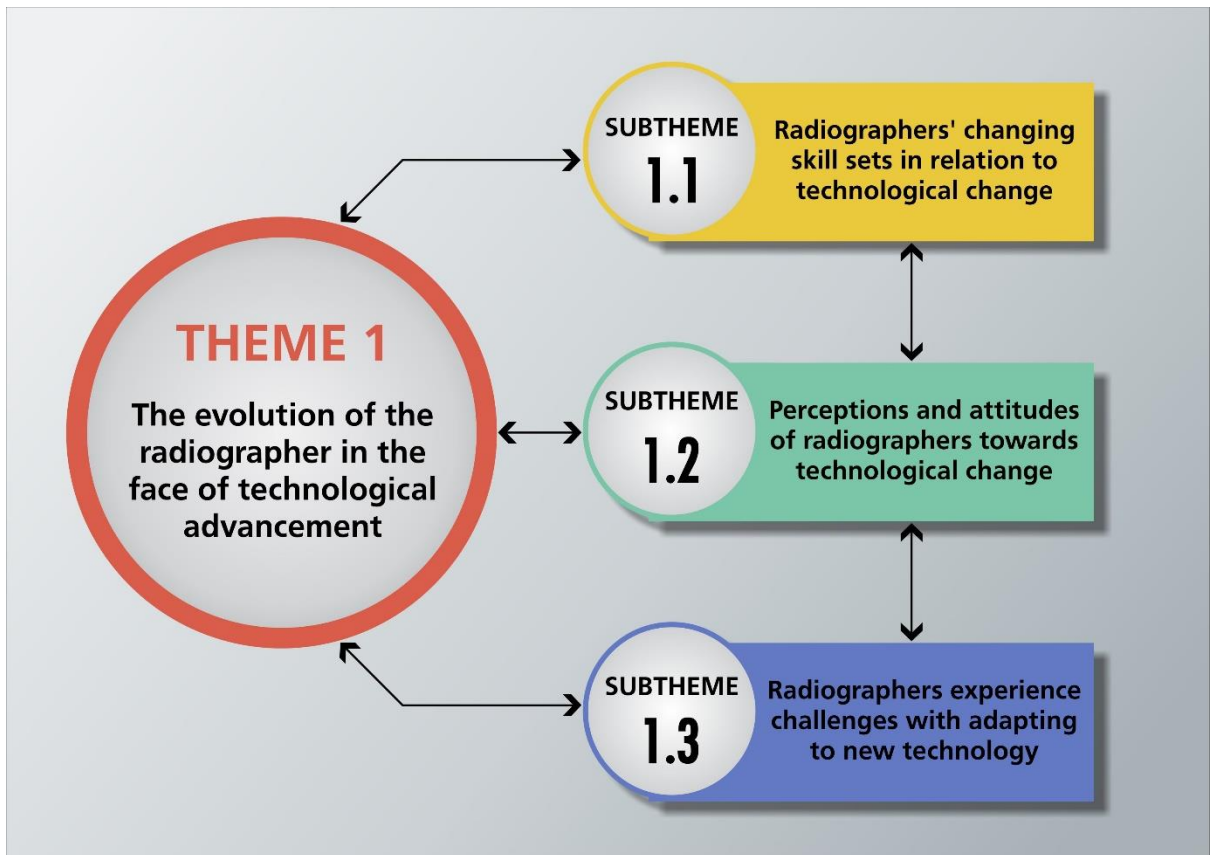 THEME 1
The evolution of the
radiographer in the
face of technological
advancement
SUBTHEME
1.1
Radiographers' changing
skill sets in relation to
technological change
SUBTHEME
1.2
Perceptions and attitudes
of radiographers towards
technological change
SUBTHEME
1.3
Radiographers experience
challenges with adapting
to new technology